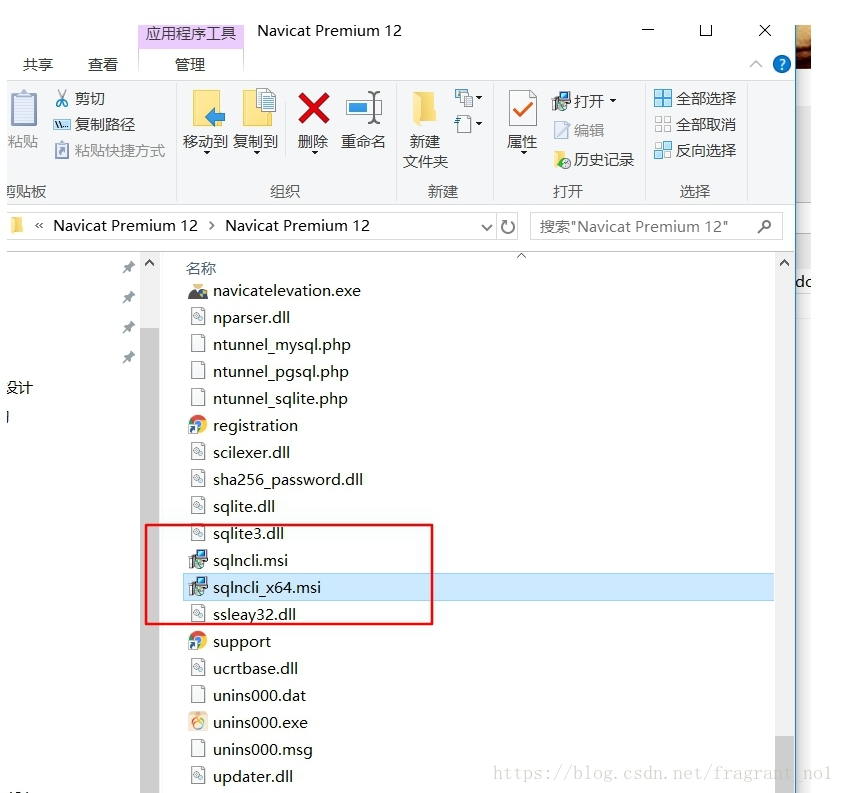 应用程序工具
Navicat Premium 12
共享
查看
管理
粘贴
剪切
复制路径
粘贴快捷方式
移动到
复制到
删除
重命名
新建
文件夹
属性
打开
编辑
历史记录
全部选择
全部取消
反向选择
剪贴板
组织
新建
打开
选择
« Navicat Premium 12 > Navicat Premium 12
搜索"Navicat Premium 12"
名称
navicatelevation.exe
nparser.dll
ntunnel_mysql.php
ntunnel_pgsql.php
设计
ntunnel_sqlite.php
registration
scilexer.dll
sha256_password.dll
sqlite.dll
sqlite3.dll
sqlncli.msi
sqlncli_x64.msi
ssleay32.dll
support
ucrtbase.dll
unins000.dat
unins000.exe
unins000.msg
updater.dll
https://blog.csdn.net/fragrant_no1